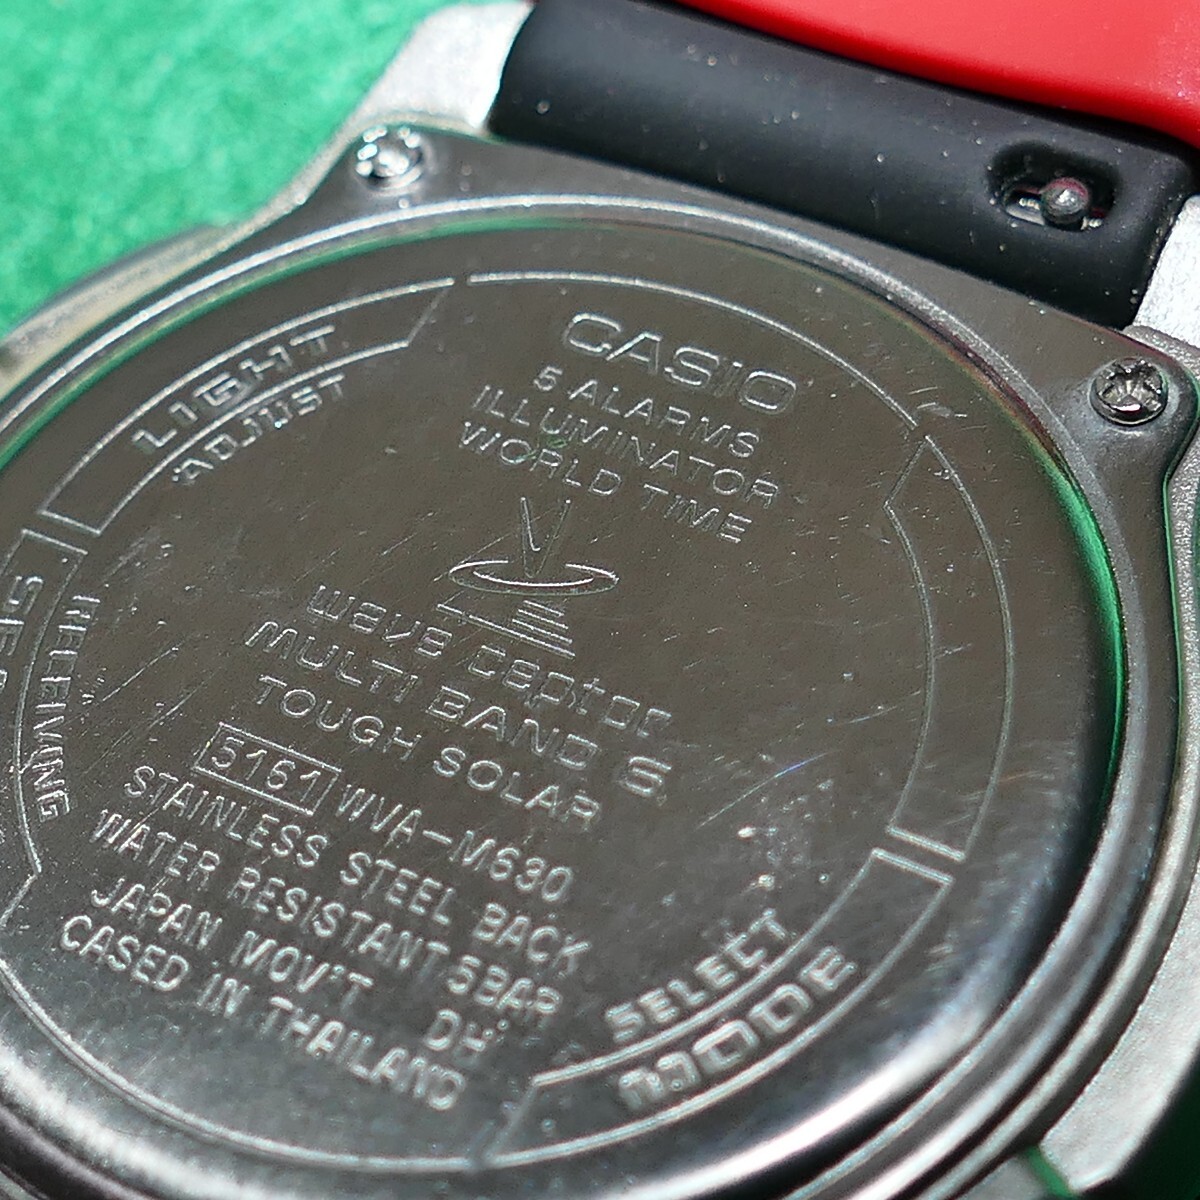 CASIO
5 ALARMS
ILLUMINATOR
WORLD TIME
wave ceptor
MULTI BAND 6
TOUGH SOLAR
5161 WVA-M630
STAINLESS STEEL BACK
WATER RESISTANT 5BAR
JAPAN MOV'T DH
CASED IN THAILAND
LIGHT
ADJUST
RECEIVING
SELECT
MODE